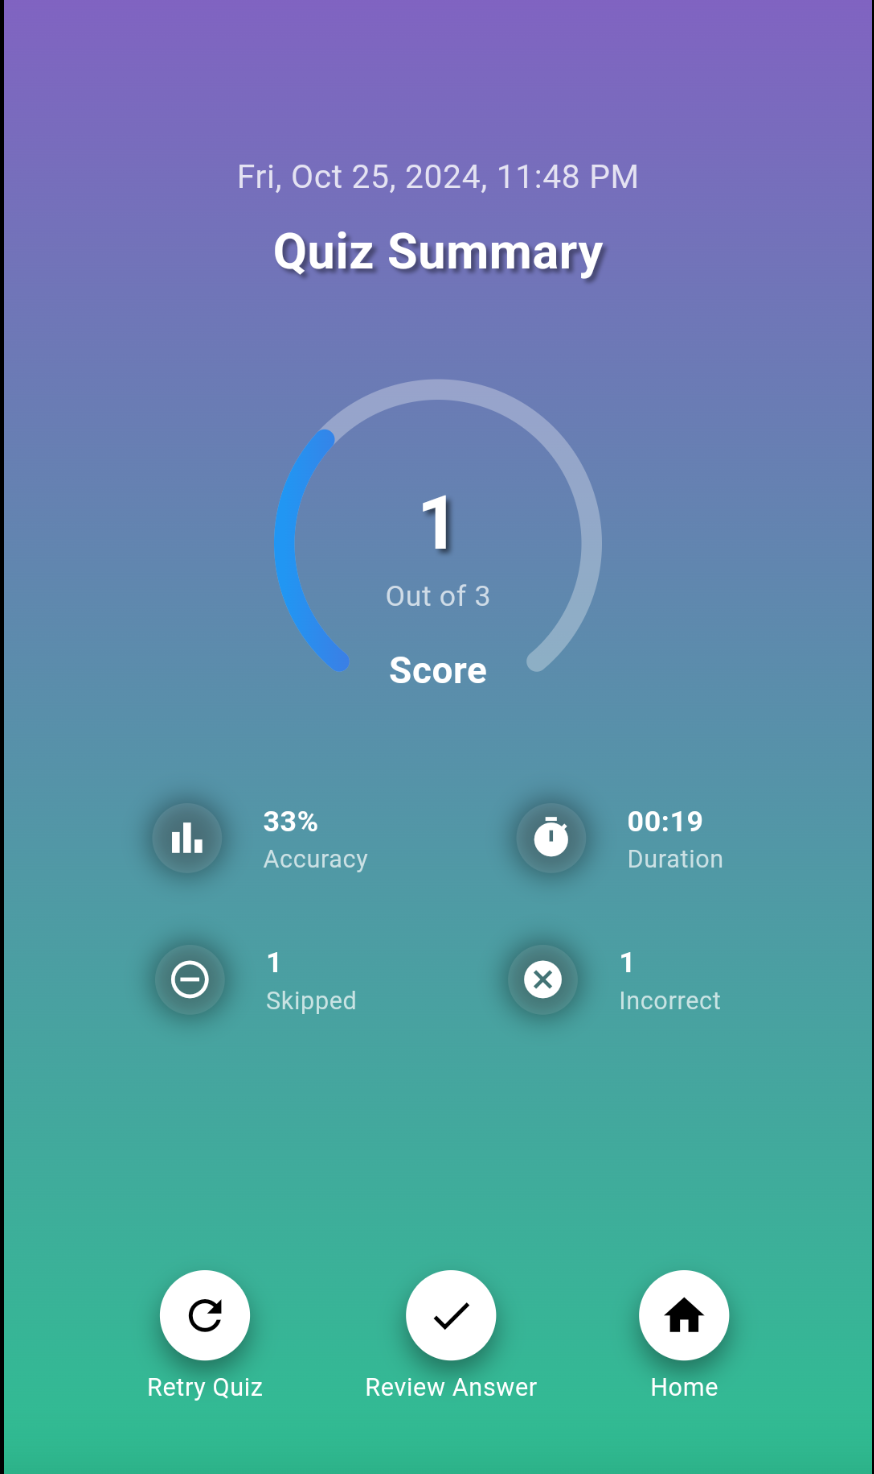 Fri, Oct 25, 2024, 11:48 PM
Quiz Summary
1
Out of 3
Score
33%
Accuracy
00:19
Duration
1
Skipped
1
Incorrect
Retry Quiz
Review Answer
Home